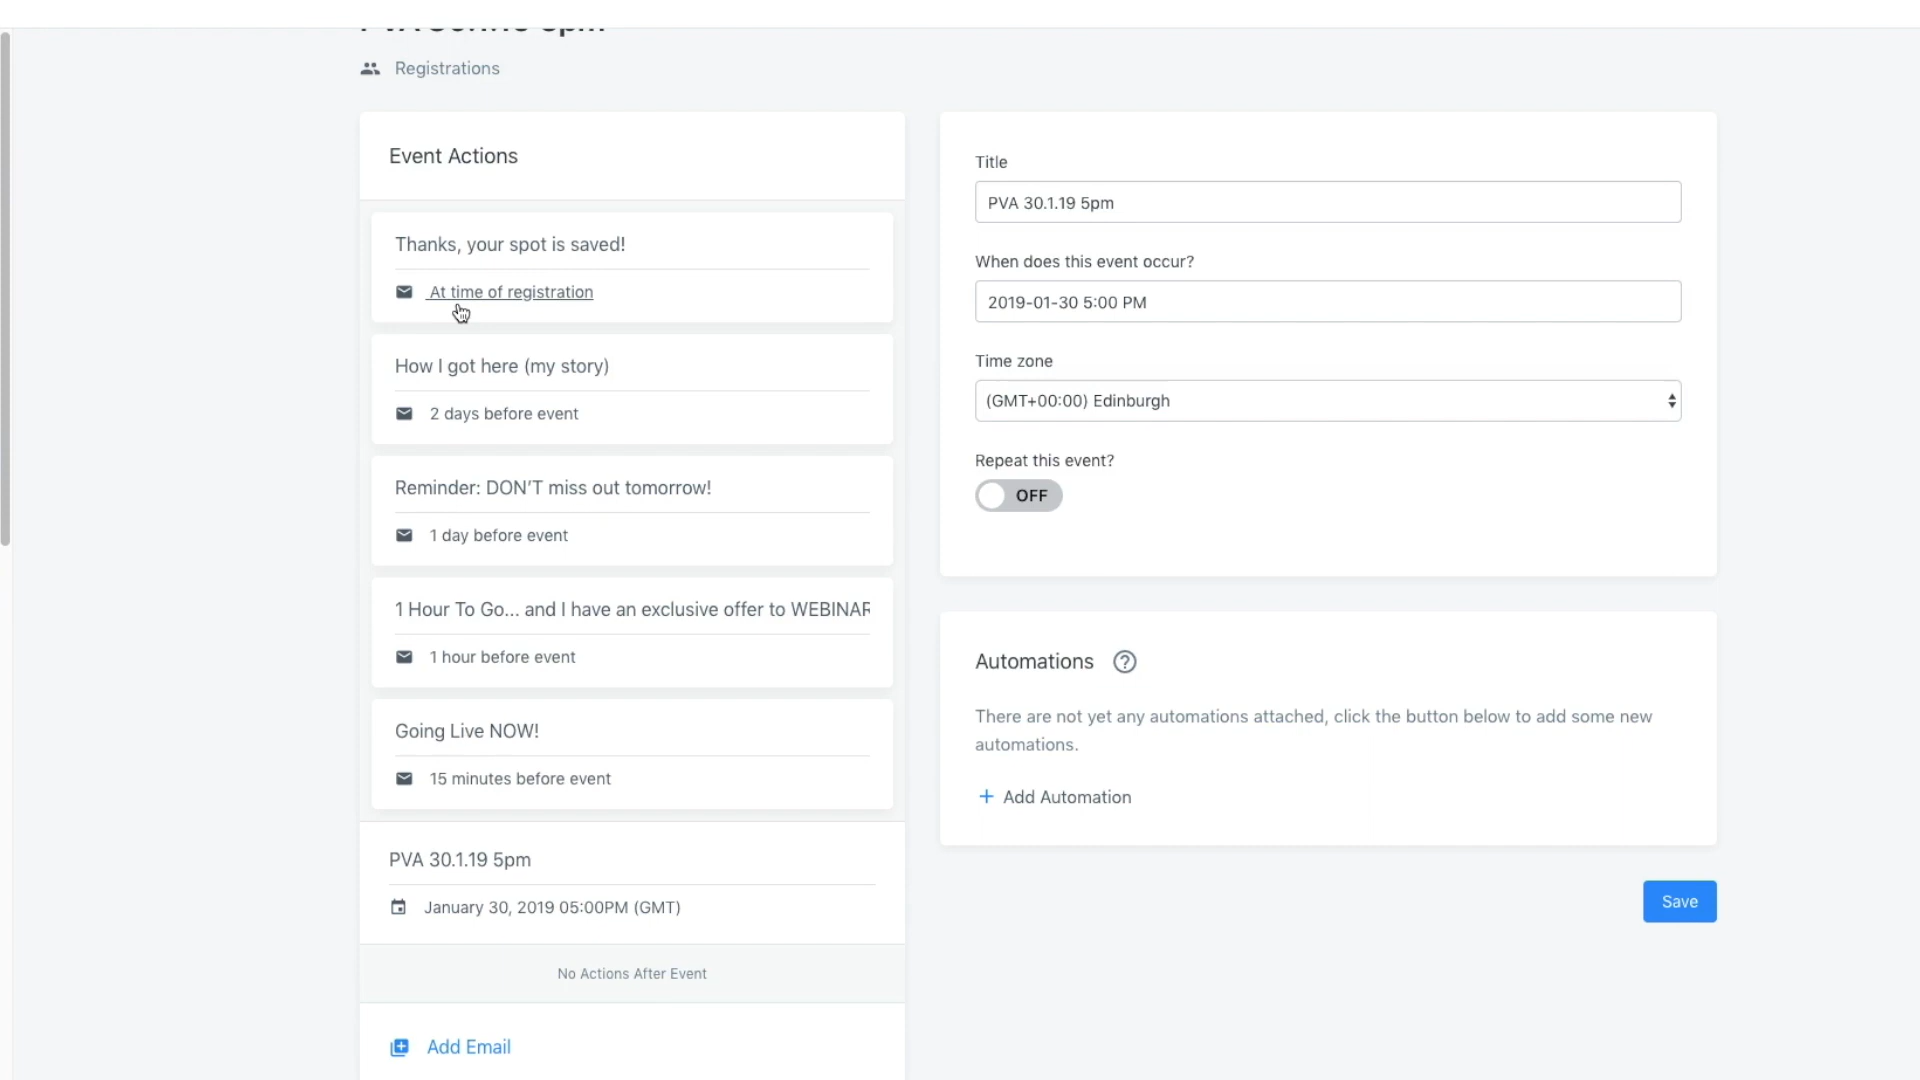 Registrations
Event Actions
Thanks, your spot is saved!
At time of registration
How I got here (my story)
2 days before event
Reminder: DON'T miss out tomorrow!
1 day before event
1 Hour To Go... and I have an exclusive offer to WEBINAR
1 hour before event
Going Live NOW!
15 minutes before event
PVA 30.1.19 5pm
January 30, 2019 05:00PM (GMT)
No Actions After Event
Add Email
Title
PVA 30.1.19 5pm
When does this event occur?
2019-01-30 5:00 PM
Time zone
(GMT+00:00) Edinburgh
Repeat this event?
OFF
Automations ?
There are not yet any automations attached, click the button below to add some new
automations.
+ Add Automation
Save